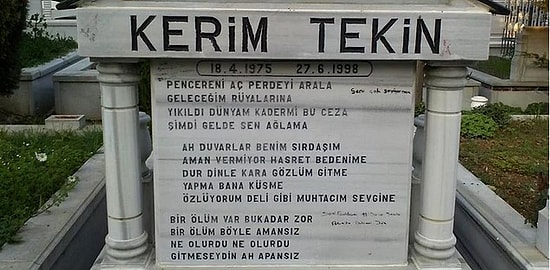 KERİM TEKİN
18.4.1975 27.6.1998
PENCERENİ AÇ PERDEYİ ARALA
GELECEĞİM RÜYALARINA
YIKILDI DÜNYAM KADERMİ BU CEZA
ŞİMDİ GELDE SEN AĞLAMA
AH DUVARLAR BENİM SIRDAŞIM
AMAN VERMİYOR HASRET BEDENİME
DUR DİNLE KARA GÖZLÜM GİTME
YAPMA BANA KÜSME
ÖZLÜYORUM DELİ GİBİ MUHTACIM SEVGİNE
BİR ÖLÜM VAR BUKADAR ZOR
BİR ÖLÜM BÖYLE AMANSIZ
NE OLURDU NE OLURDU
GİTMESEYDİN AH APANSIZ